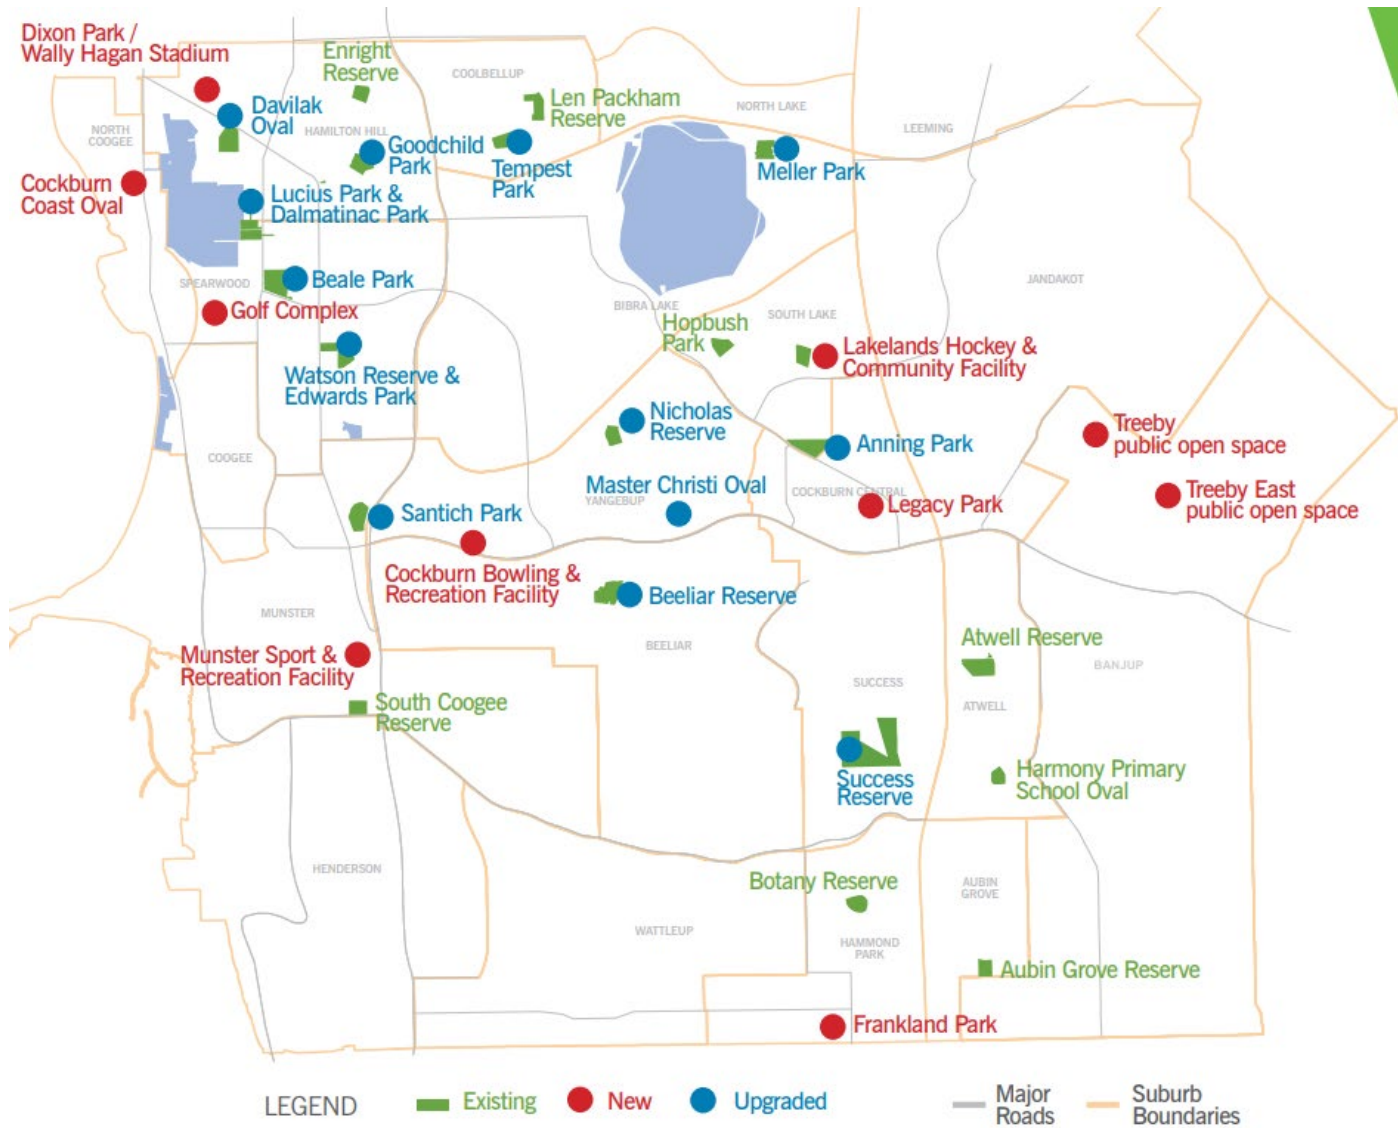 Dixon Park /
Wally Hagan Stadium
Enright
Reserve
COOLBELLUP
Len Packham
Reserve
NORTH LAKE
LEEMING
Davilak
Oval
NORTH
COOGEE
HAMILTON HILL
Goodchild
Park
Tempest
Park
Meller Park
Cockburn
Coast Oval
Lucius Park &
Dalmatinac Park
SPEARWOOD
Beale Park
JANDAKOT
Golf Complex
BIBRA LAKE
Hopbush
Park
SOUTH LAKE
Lakelands Hockey &
Community Facility
Watson Reserve &
Edwards Park
Nicholas
Reserve
Treeby
public open space
Anning Park
COOGEE
Master Christi Oval
YANGEBUP
COCKBURN CENTRAL
Legacy Park
Treeby East
public open space
Santich Park
Cockburn Bowling &
Recreation Facility
Beeliar Reserve
MUNSTER
BEELIAR
Atwell Reserve
BANJUP
Munster Sport &
Recreation Facility
SUCCESS
ATWELL
South Coogee
Reserve
Success
Reserve
Harmony Primary
School Oval
HENDERSON
Botany Reserve
AUBIN
GROVE
WATTLEUP
HAMMOND
PARK
Aubin Grove Reserve
Frankland Park
LEGEND
Existing
New
Upgraded
Major
Roads
Suburb
Boundaries